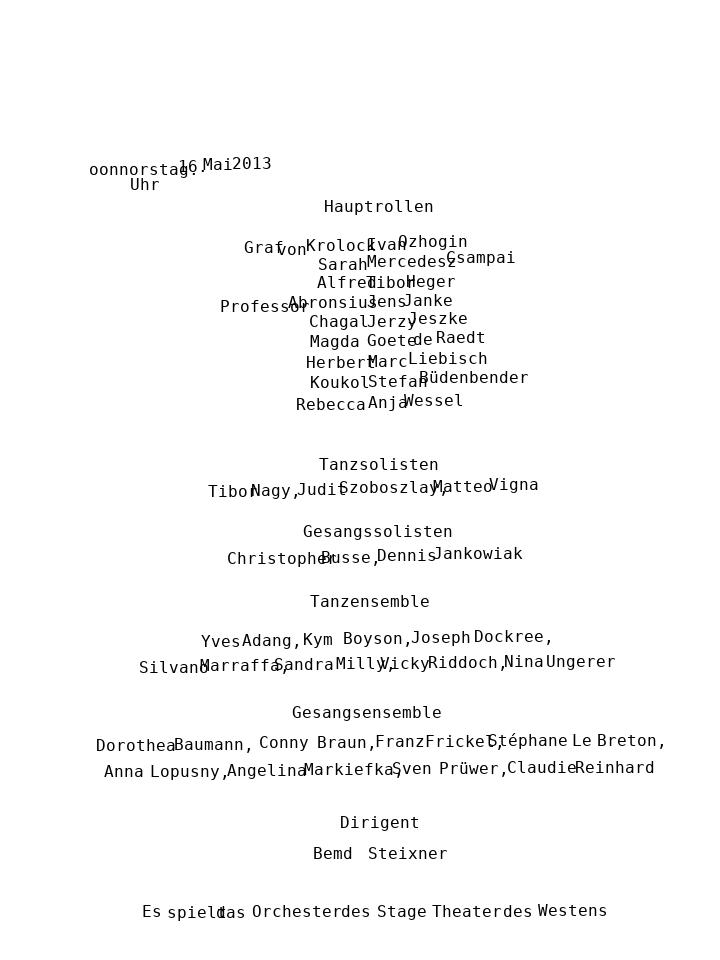 oonnorstag. 16. Mai 2013
Uhr
Hauptrollen
Graf von Krolock Ivan Ozhogin
Sarah Mercedesz Csampai
Alfred Tibor Heger
Professor Abronsius Jens Janke
Chagal Jerzy Jeszke
Magda Goete de Raedt
Herbert Marc Liebisch
Koukol Stefan Büdenbender
Rebecca Anja Wessel
Tanzsolisten
Tibor Nagy, Judit Szoboszlay, Matteo Vigna
Gesangssolisten
Christopher Busse, Dennis Jankowiak
Tanzensemble
Yves Adang, Kym Boyson, Joseph Dockree,
Silvano Marraffa, Sandra Milly, Vicky Riddoch, Nina Ungerer
Gesangsensemble
Dorothea Baumann, Conny Braun, Franz Frickel, Stéphane Le Breton,
Anna Lopusny, Angelina Markiefka, Sven Prüwer, Claudie Reinhard
Dirigent
Bemd Steixner
Es spielt das Orchester des Stage Theater des Westens